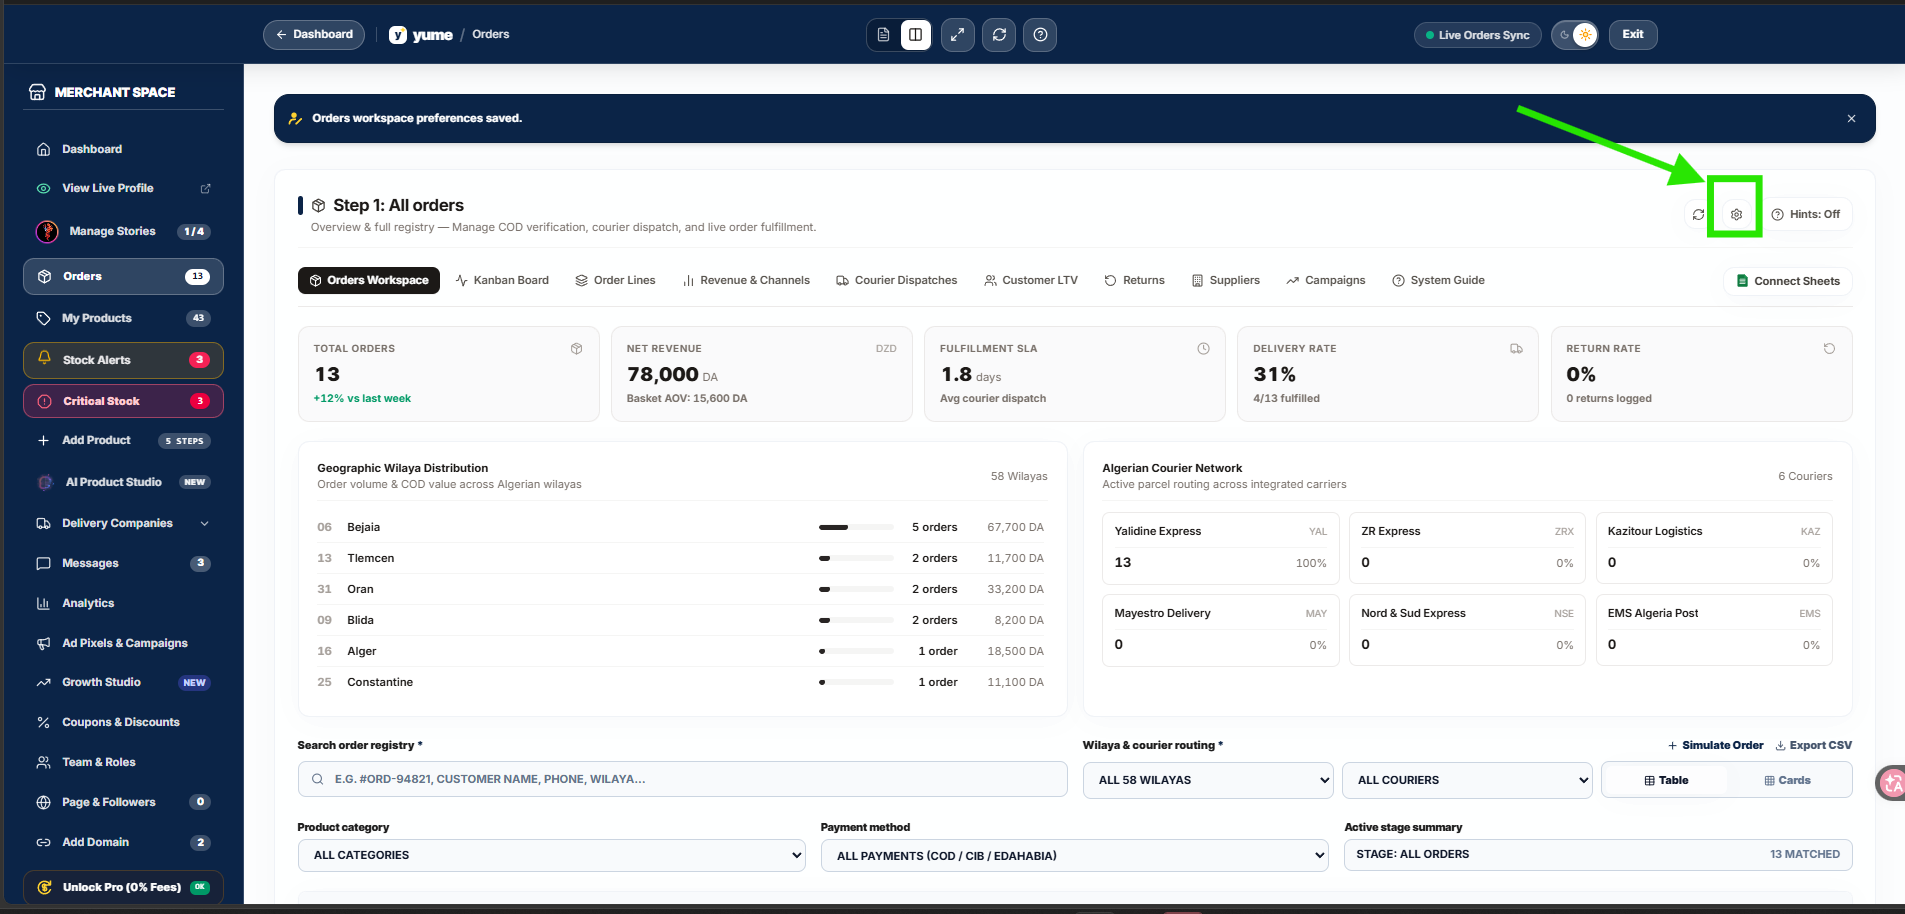 Dashboard
yume / Orders
Live Orders Sync
Exit
MERCHANT SPACE
Dashboard
View Live Profile
Manage Stories 1/4
Orders 13
My Products 43
Stock Alerts 3
Critical Stock 3
Add Product 5 STEPS
AI Product Studio NEW
Delivery Companies
Messages 3
Analytics
Ad Pixels & Campaigns
Growth Studio NEW
Coupons & Discounts
Team & Roles
Page & Followers 0
Add Domain 2
Unlock Pro (0% Fees) OK
Orders workspace preferences saved.
Step 1: All orders
Overview & full registry — Manage COD verification, courier dispatch, and live order fulfillment.
Hints: Off
Orders Workspace
Kanban Board
Order Lines
Revenue & Channels
Courier Dispatches
Customer LTV
Returns
Suppliers
Campaigns
System Guide
Connect Sheets
TOTAL ORDERS
13
+12% vs last week
NET REVENUE DZD
78,000 DA
Basket AOV: 15,600 DA
FULFILLMENT SLA
1.8 days
Avg courier dispatch
DELIVERY RATE
31%
4/13 fulfilled
RETURN RATE
0%
0 returns logged
Geographic Wilaya Distribution
Order volume & COD value across Algerian wilayas
58 Wilayas
06 Bejaia 5 orders 67,700 DA
13 Tlemcen 2 orders 11,700 DA
31 Oran 2 orders 33,200 DA
09 Blida 2 orders 8,200 DA
16 Alger 1 order 18,500 DA
25 Constantine 1 order 11,100 DA
Algerian Courier Network
Active parcel routing across integrated carriers
6 Couriers
Yalidine Express YAL
13 100%
ZR Express ZRX
0 0%
Kazitour Logistics KAZ
0 0%
Mayestro Delivery MAY
0 0%
Nord & Sud Express NSE
0 0%
EMS Algeria Post EMS
0 0%
Search order registry *
E.G. #ORD-94821, CUSTOMER NAME, PHONE, WILAYA...
Wilaya & courier routing *
Simulate Order
Export CSV
ALL 58 WILAYAS
ALL COURIERS
Table
Cards
Product category
ALL CATEGORIES
Payment method
ALL PAYMENTS (COD / CIB / EDAHABIA)
Active stage summary
STAGE: ALL ORDERS 13 MATCHED